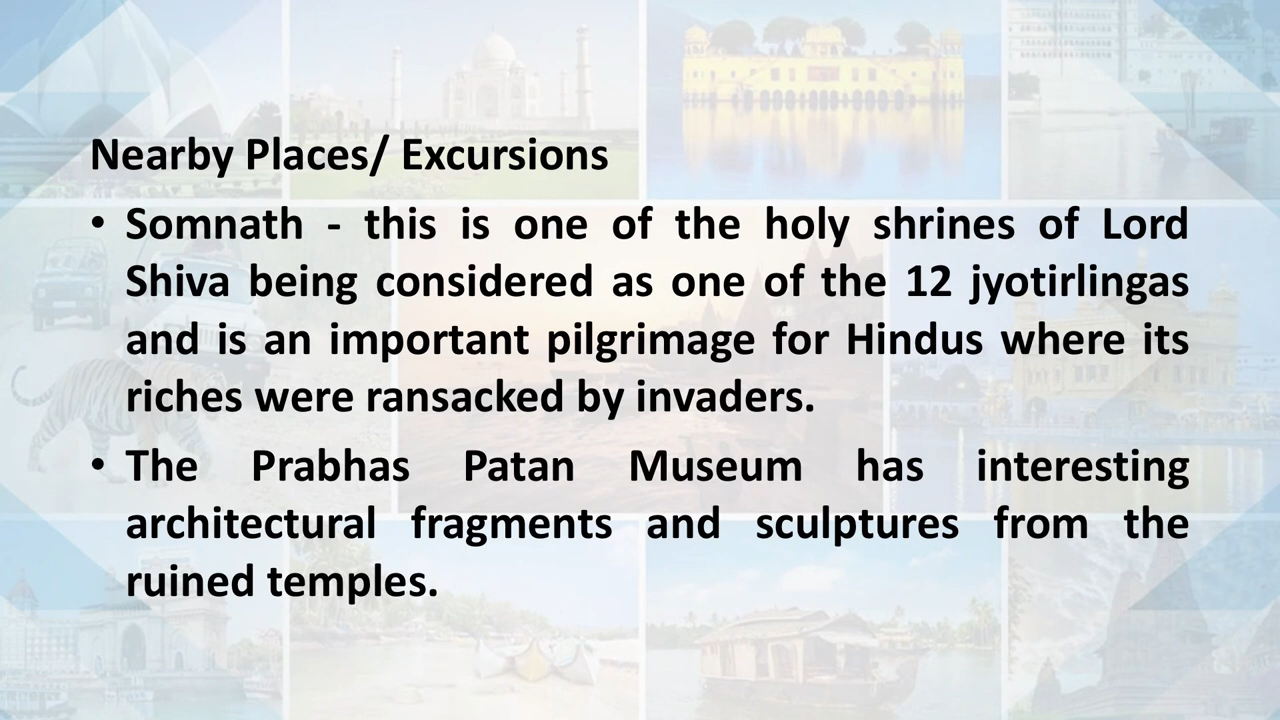 Nearby Places/ Excursions
• Somnath - this is one of the holy shrines of Lord
Shiva being considered as one of the 12 jyotirlingas
and is an important pilgrimage for Hindus where its
riches were ransacked by invaders.
• The Prabhas Patan Museum has interesting
architectural fragments and sculptures from the
ruined temples.